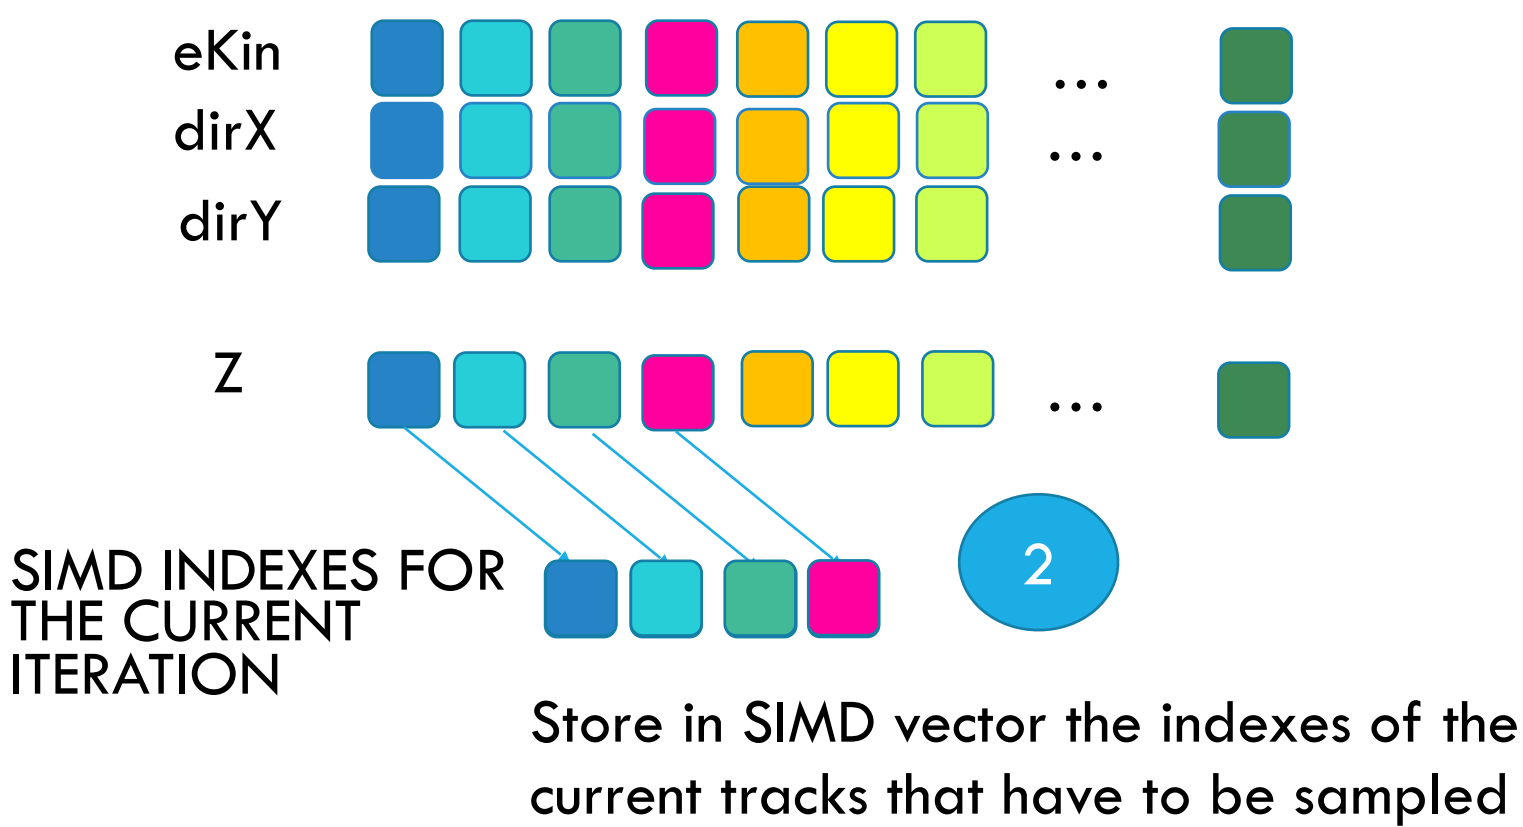 eKin
...
dirX
...
dirY
Z
...
SIMD INDEXES FOR
THE CURRENT
ITERATION
2
Store in SIMD vector the indexes of the
current tracks that have to be sampled